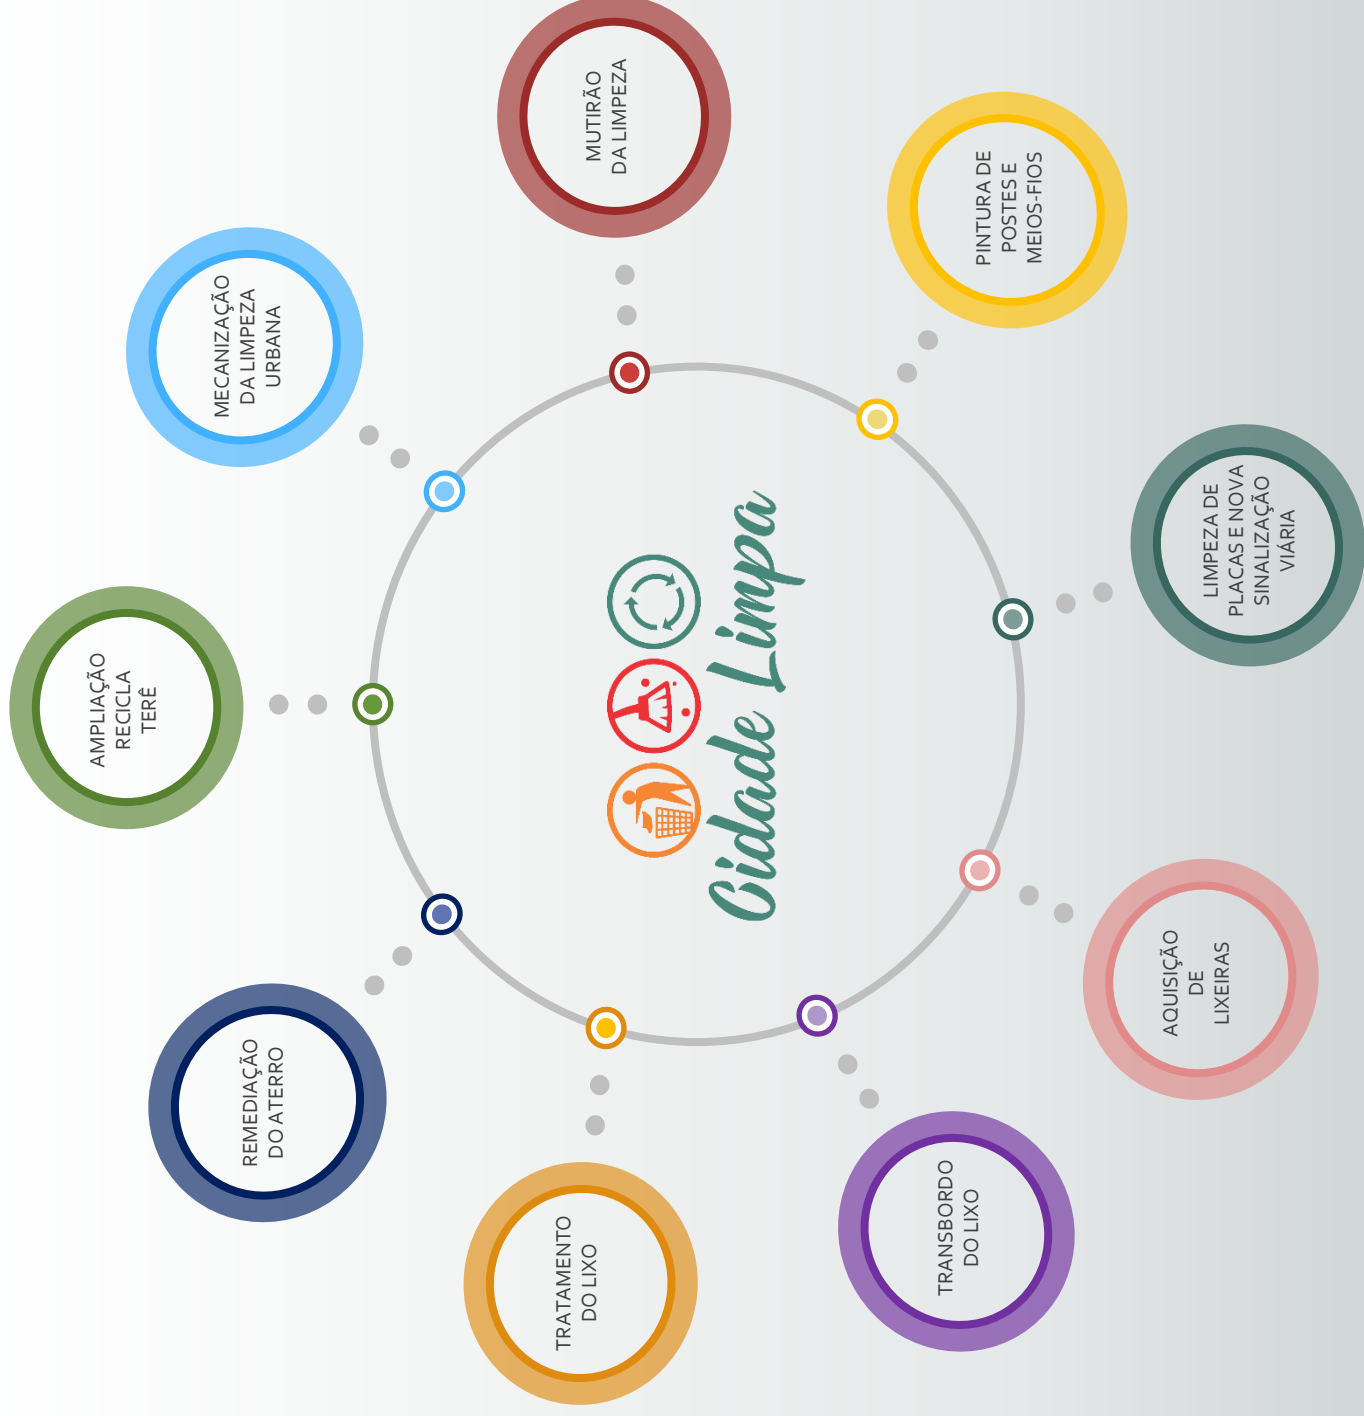 AMPLIAÇÃO
RECICLA
TERÊ
MECANIZAÇÃO
DA LIMPEZA
URBANA
MUTIRÃO
DA LIMPEZA
PINTURA DE
POSTES E
MEIOS-FIOS
LIMPEZA DE
PLACAS E NOVA
SINALIZAÇÃO
VIÁRIA
AQUISIÇÃO
DE
LIXEIRAS
TRANSBORDO
DO LIXO
TRATAMENTO
DO LIXO
REMEDIAÇÃO
DO ATERRO
Cidade Limpa